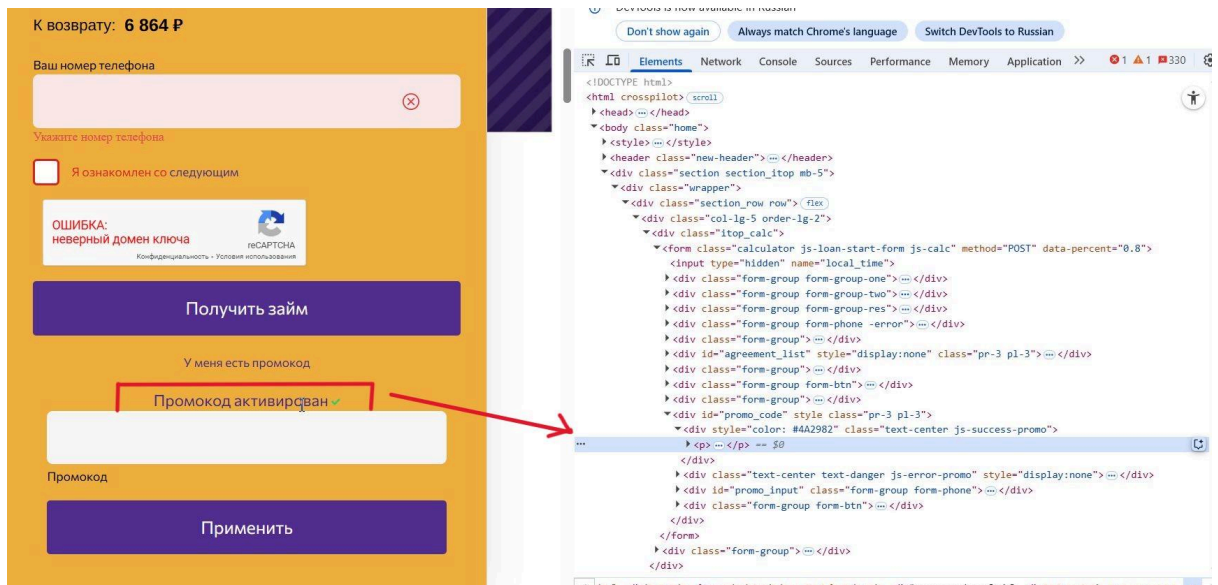 К возврату: 6 864 ₽
Ваш номер телефона
Укажите номер телефона
Я ознакомлен со следующим
ОШИБКА:
неверный домен ключа
reCAPTCHA
Конфиденциальность - Условия использования
Получить займ
У меня есть промокод
Промокод активирован
Промокод
Применить
DevTools is now available in Russian
Don't show again Always match Chrome's language Switch DevTools to Russian
Elements Network Console Sources Performance Memory Application >> 1 1 330
<!DOCTYPE html>
<html crosspilot> scroll
<head> … </head>
<body class="home">
<style> … </style>
<header class="new-header"> … </header>
<div class="section section_itop mb-5">
<div class="wrapper">
<div class="section_row row"> flex
<div class="col-lg-5 order-lg-2">
<div class="itop_calc">
<form class="calculator js-loan-start-form js-calc" method="POST" data-percent="0.8">
<input type="hidden" name="local_time">
<div class="form-group form-group-one"> … </div>
<div class="form-group form-group-two"> … </div>
<div class="form-group form-group-res"> … </div>
<div class="form-group form-phone -error"> … </div>
<div class="form-group"> … </div>
<div id="agreement_list" style="display:none" class="pr-3 pl-3"> … </div>
<div class="form-group"> … </div>
<div class="form-group form-btn"> … </div>
<div class="form-group"> … </div>
<div id="promo_code" style class="pr-3 pl-3">
<div style="color: #4A2982" class="text-center js-success-promo">
… <p> … </p> == $0
</div>
<div class="text-center text-danger js-error-promo" style="display:none"> … </div>
<div id="promo_input" class="form-group form-phone"> … </div>
<div class="form-group form-btn"> … </div>
</div>
</form>
<div class="form-group"> … </div>
</div>